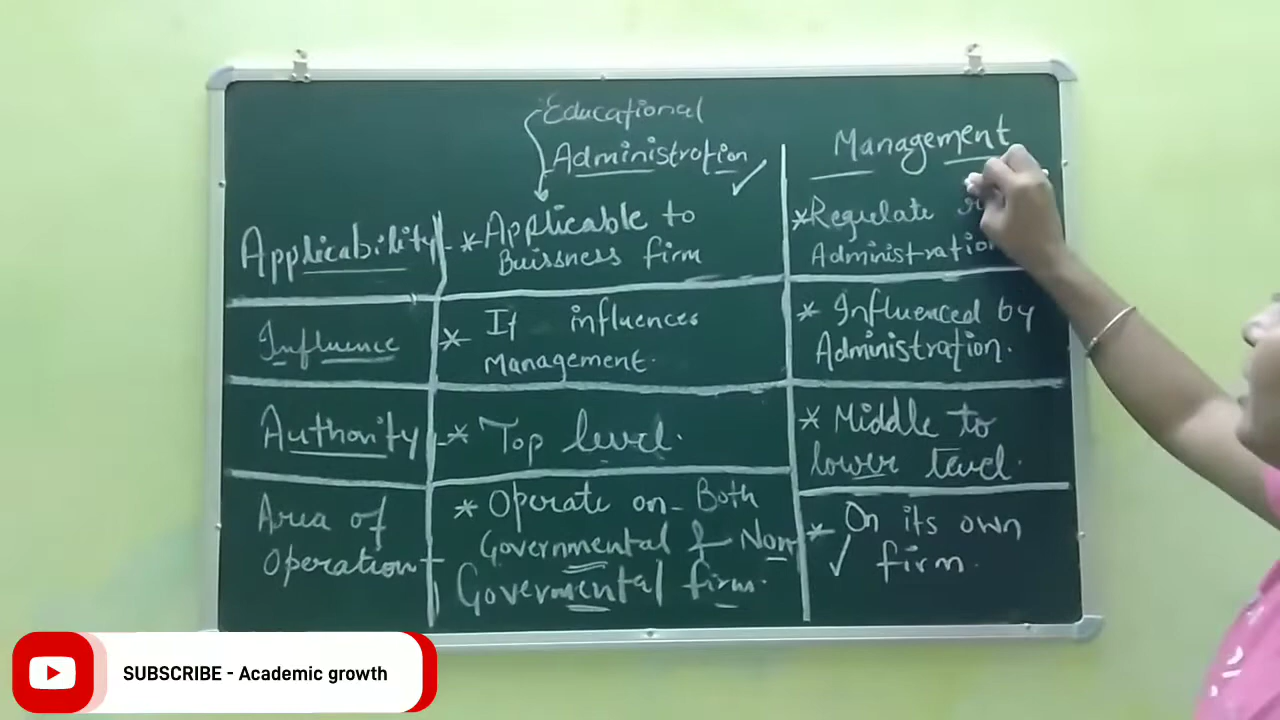 Educational
Administration
Management
Applicability
* Applicable to
Buissness firm
* Regulate
Administration
Influence
* It influences
Management.
* Influenced by
Administration.
Authority
* Top level.
* Middle to
lower level.
Area of
Operation
* Operate on Both
Governmental & Non
Govermental firm.
* On its own
firm.
SUBSCRIBE - Academic growth